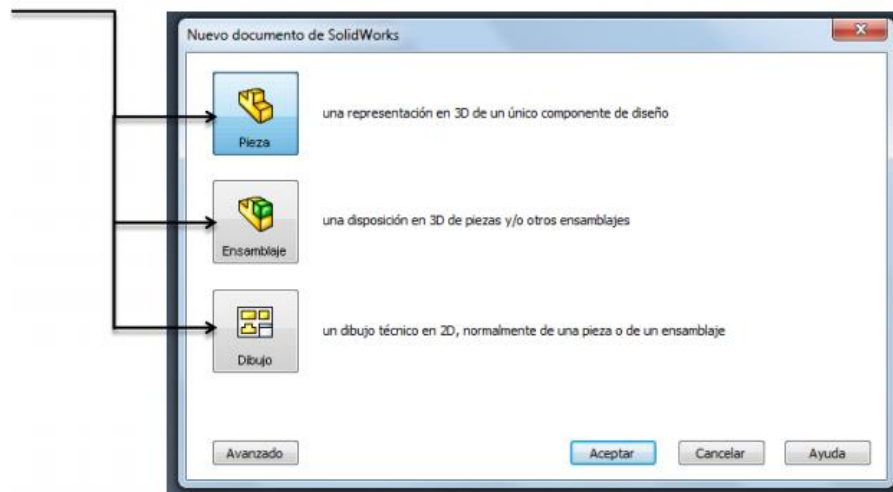 Nuevo documento de SolidWorks
Pieza
una representación en 3D de un único componente de diseño
Ensamblaje
una disposición en 3D de piezas y/o otros ensamblajes
Dibujo
un dibujo técnico en 2D, normalmente de una pieza o de un ensamblaje
Avanzado Aceptar Cancelar Ayuda